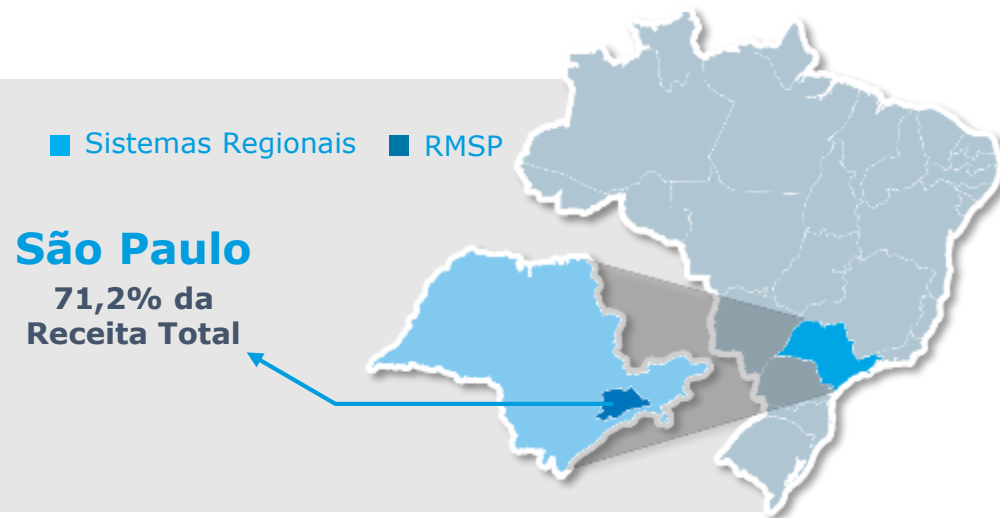 Sistemas Regionais RMSP
São Paulo
71,2% da
Receita Total